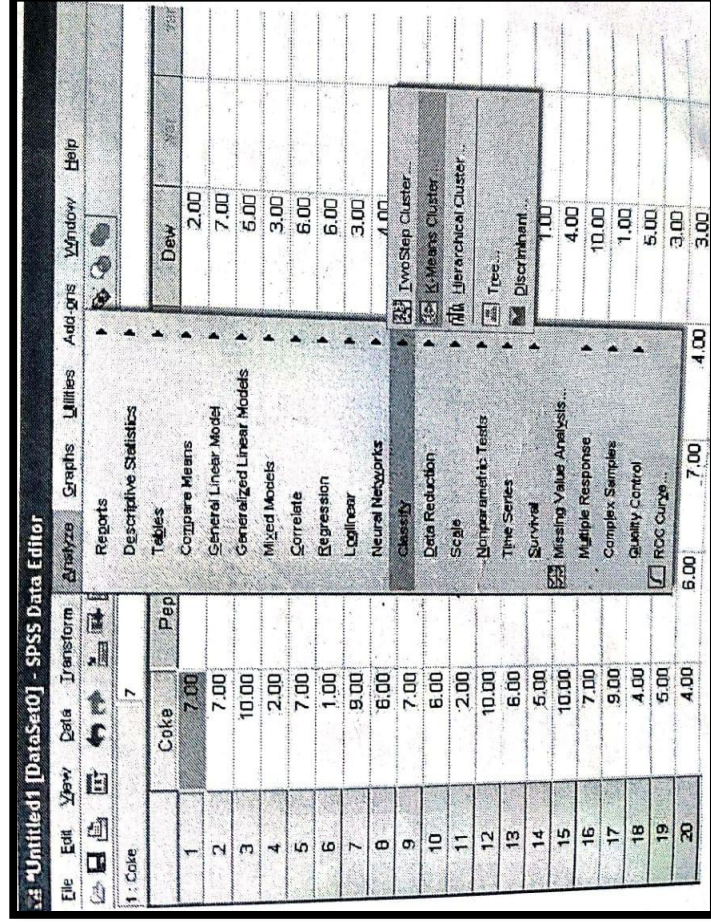 *Untitled1 [DataSet0] - SPSS Data Editor
File Edit View Data Transform Analyze Graphs Utilities Add-ons Window Help
1 : Coke 7
Coke Pep Dew var var
1 7.00 2.00
2 7.00 7.00
3 10.00 5.00
4 2.00 3.00
5 7.00 6.00
6 1.00 6.00
7 9.00 3.00
8 6.00 4.00
9 7.00
10 6.00
11 2.00
12 10.00
13 6.00 1.00
14 5.00 4.00
15 10.00 10.00
16 7.00 1.00
17 9.00 5.00
18 4.00 3.00
19 5.00 3.00
20 4.00 6.00 7.00 4.00
Reports
Descriptive Statistics
Tables
Compare Means
General Linear Model
Generalized Linear Models
Mixed Models
Correlate
Regression
Loglinear
Neural Networks
Classify
Data Reduction
Scale
Nonparametric Tests
Time Series
Survival
Missing Value Analysis...
Multiple Response
Complex Samples
Quality Control
ROC Curve...
TwoStep Cluster...
K-Means Cluster...
Hierarchical Cluster...
Tree...
Discriminant...